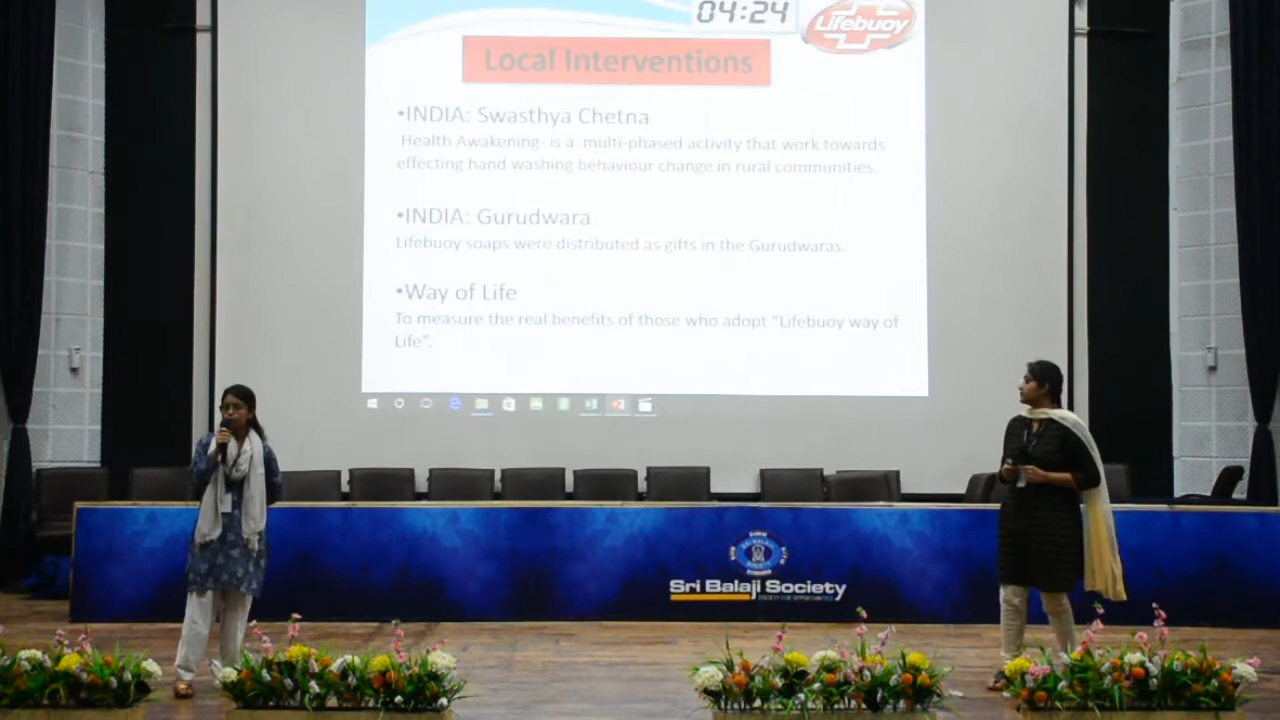 04:24
Lifebuoy
Local Interventions
•INDIA: Swasthya Chetna
Health Awakening- is a multi-phased activity that work towards
effecting hand washing behaviour change in rural communities.
•INDIA: Gurudwara
Lifebuoy soaps were distributed as gifts in the Gurudwaras.
•Way of Life
To measure the real benefits of those who adopt “Lifebuoy way of
Life”.
Sri Balaji Society